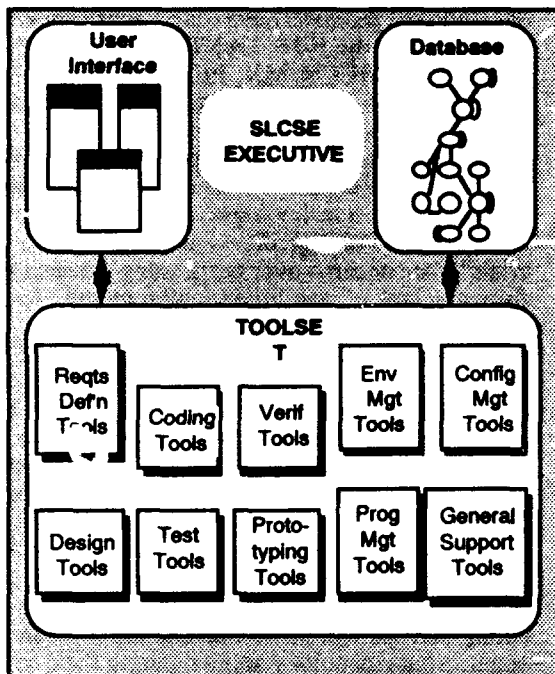 User
Interface
SLCSE
EXECUTIVE
Database
TOOLSE
T
Reqts
Def'n
Tools
Coding
Tools
Verif
Tools
Env
Mgt
Tools
Config
Mgt
Tools
Design
Tools
Test
Tools
Proto-
typing
Tools
Prog
Mgt
Tools
General
Support
Tools